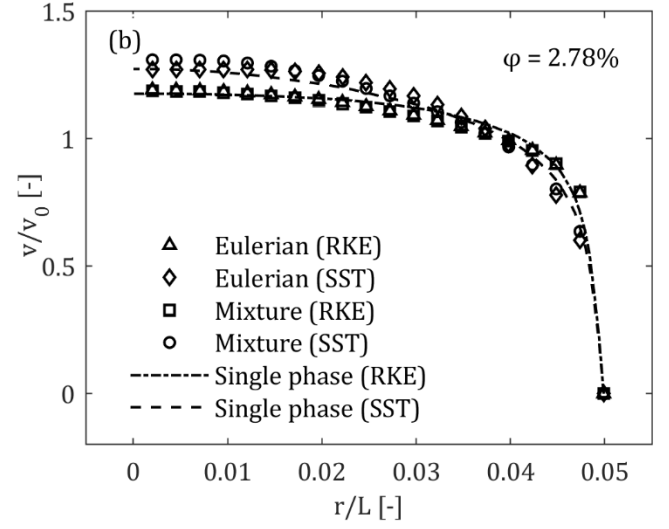 (b)
φ = 2.78%
1.5
1
0.5
0
v/v0 [-]
Eulerian (RKE)
Eulerian (SST)
Mixture (RKE)
Mixture (SST)
Single phase (RKE)
Single phase (SST)
0 0.01 0.02 0.03 0.04 0.05
r/L [-]